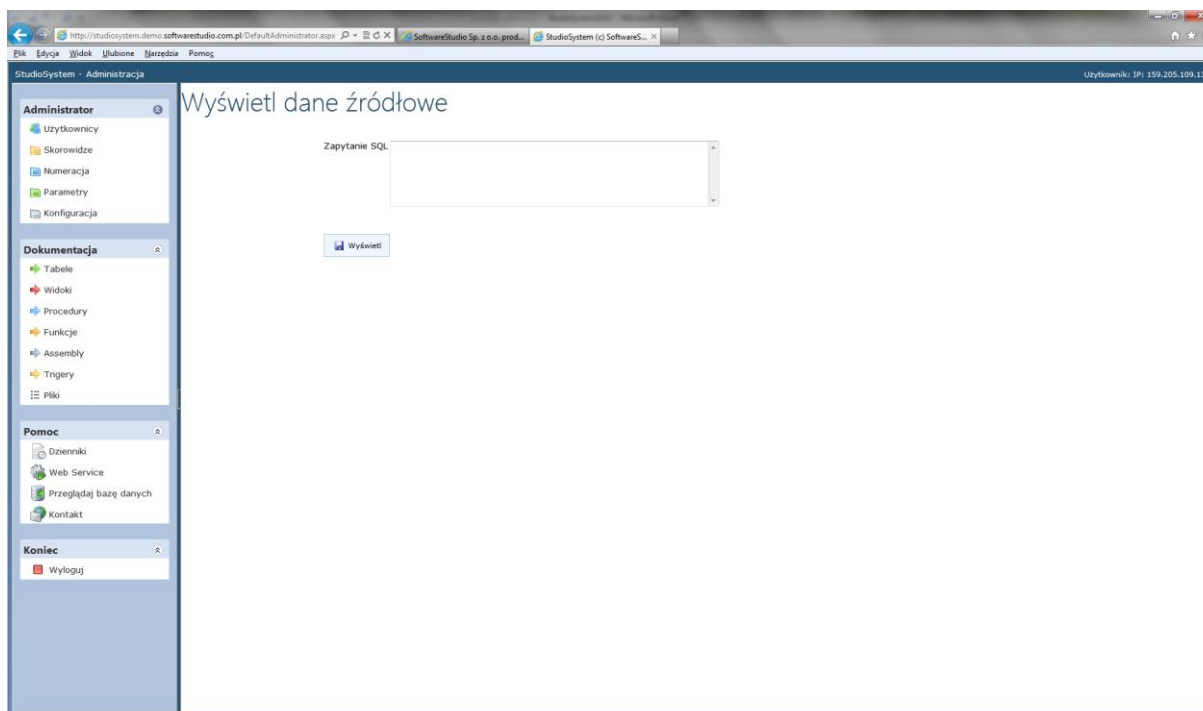 http://studiosystem.demo.softwarestudio.com.pl/DefaultAdministrator.aspx
SoftwareStudio Sp. z o.o. prod...
StudioSystem (c) SoftwareS...
Plik Edycja Widok Ulubione Narzędzia Pomoc
StudioSystem - Administracja
Użytkownik: IP: 159.205.109.1
Administrator
Użytkownicy
Skorowidze
Numeracja
Parametry
Konfiguracja
Dokumentacja
Tabele
Widoki
Procedury
Funkcje
Assembly
Trigery
Pliki
Pomoc
Dzienniki
Web Service
Przeglądaj bazę danych
Kontakt
Koniec
Wyloguj
Wyświetl dane źródłowe
Zapytanie SQL
Wyświetl